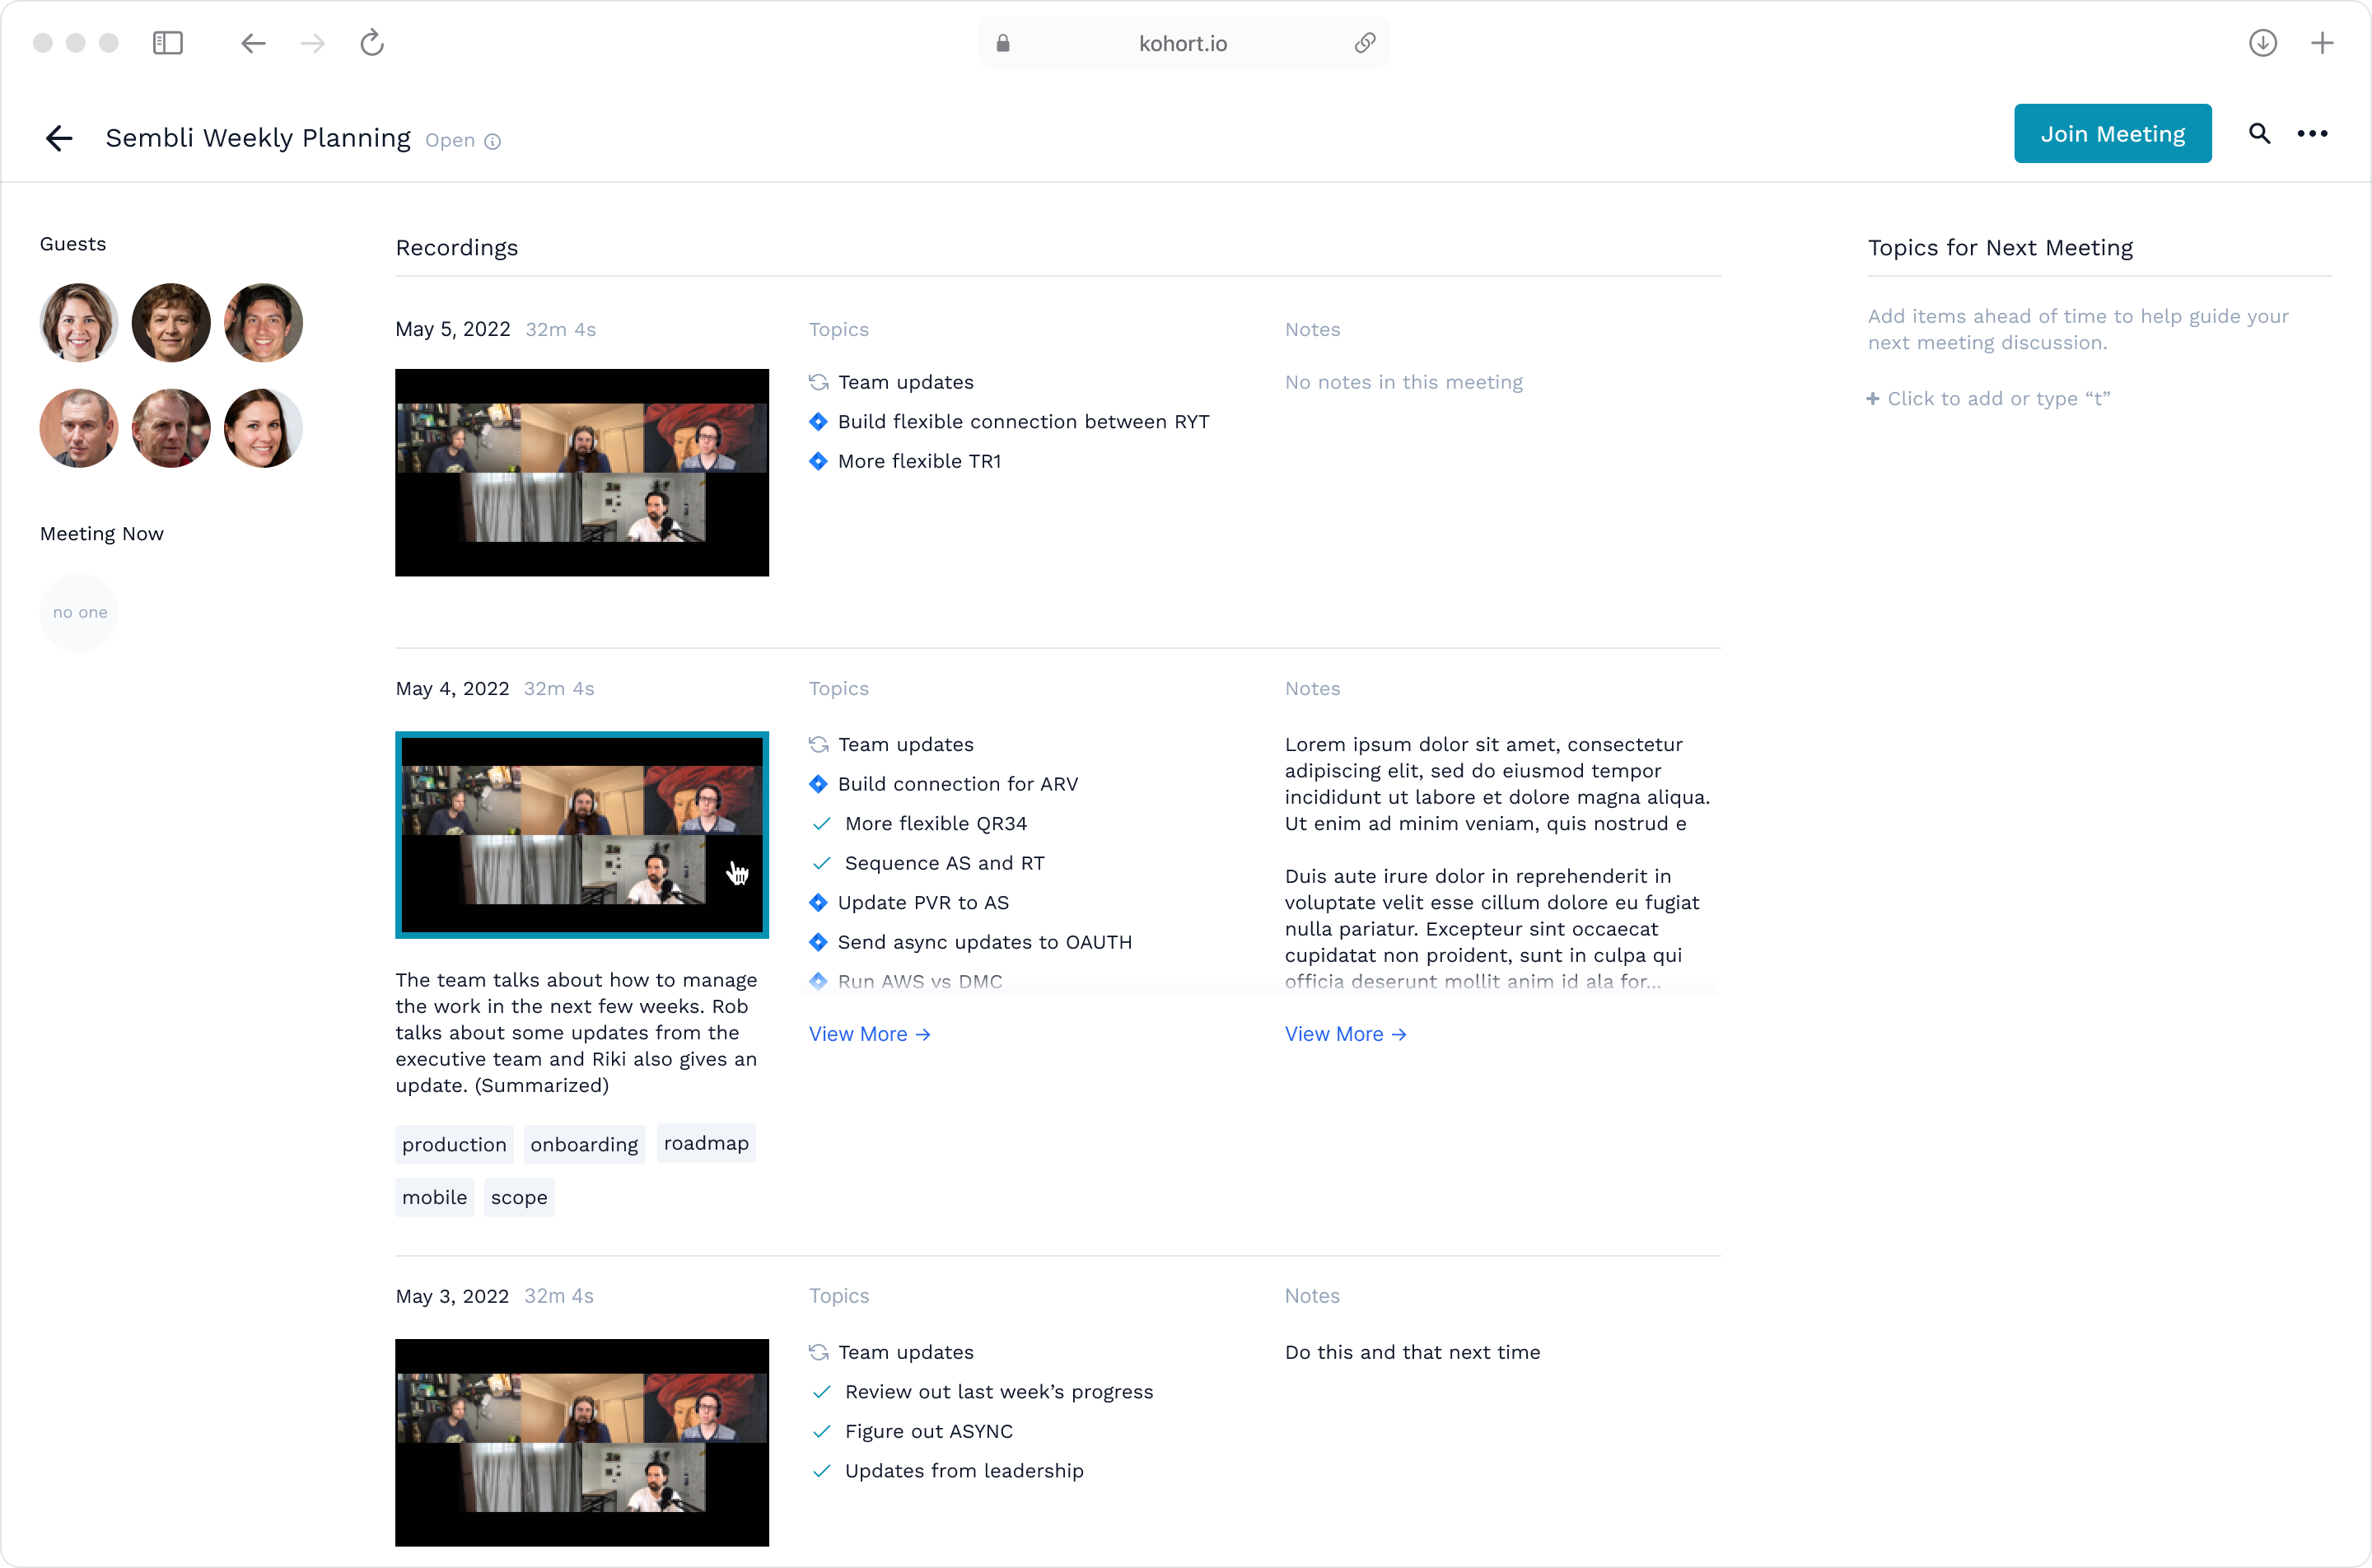 kohort.io
Sembli Weekly Planning Open
Join Meeting
Guests
Meeting Now
no one
Recordings
May 5, 2022 32m 4s
Topics
Team updates
Build flexible connection between RYT
More flexible TR1
Notes
No notes in this meeting
May 4, 2022 32m 4s
The team talks about how to manage
the work in the next few weeks. Rob
talks about some updates from the
executive team and Riki also gives an
update. (Summarized)
production onboarding roadmap
mobile scope
Topics
Team updates
Build connection for ARV
More flexible QR34
Sequence AS and RT
Update PVR to AS
Send async updates to OAUTH
Run AWS vs DMC
View More →
Notes
Lorem ipsum dolor sit amet, consectetur
adipiscing elit, sed do eiusmod tempor
incididunt ut labore et dolore magna aliqua.
Ut enim ad minim veniam, quis nostrud e
Duis aute irure dolor in reprehenderit in
voluptate velit esse cillum dolore eu fugiat
nulla pariatur. Excepteur sint occaecat
cupidatat non proident, sunt in culpa qui
officia deserunt mollit anim id ala for...
View More →
May 3, 2022 32m 4s
Topics
Team updates
Review out last week’s progress
Figure out ASYNC
Updates from leadership
Notes
Do this and that next time
Topics for Next Meeting
Add items ahead of time to help guide your
next meeting discussion.
+ Click to add or type “t”